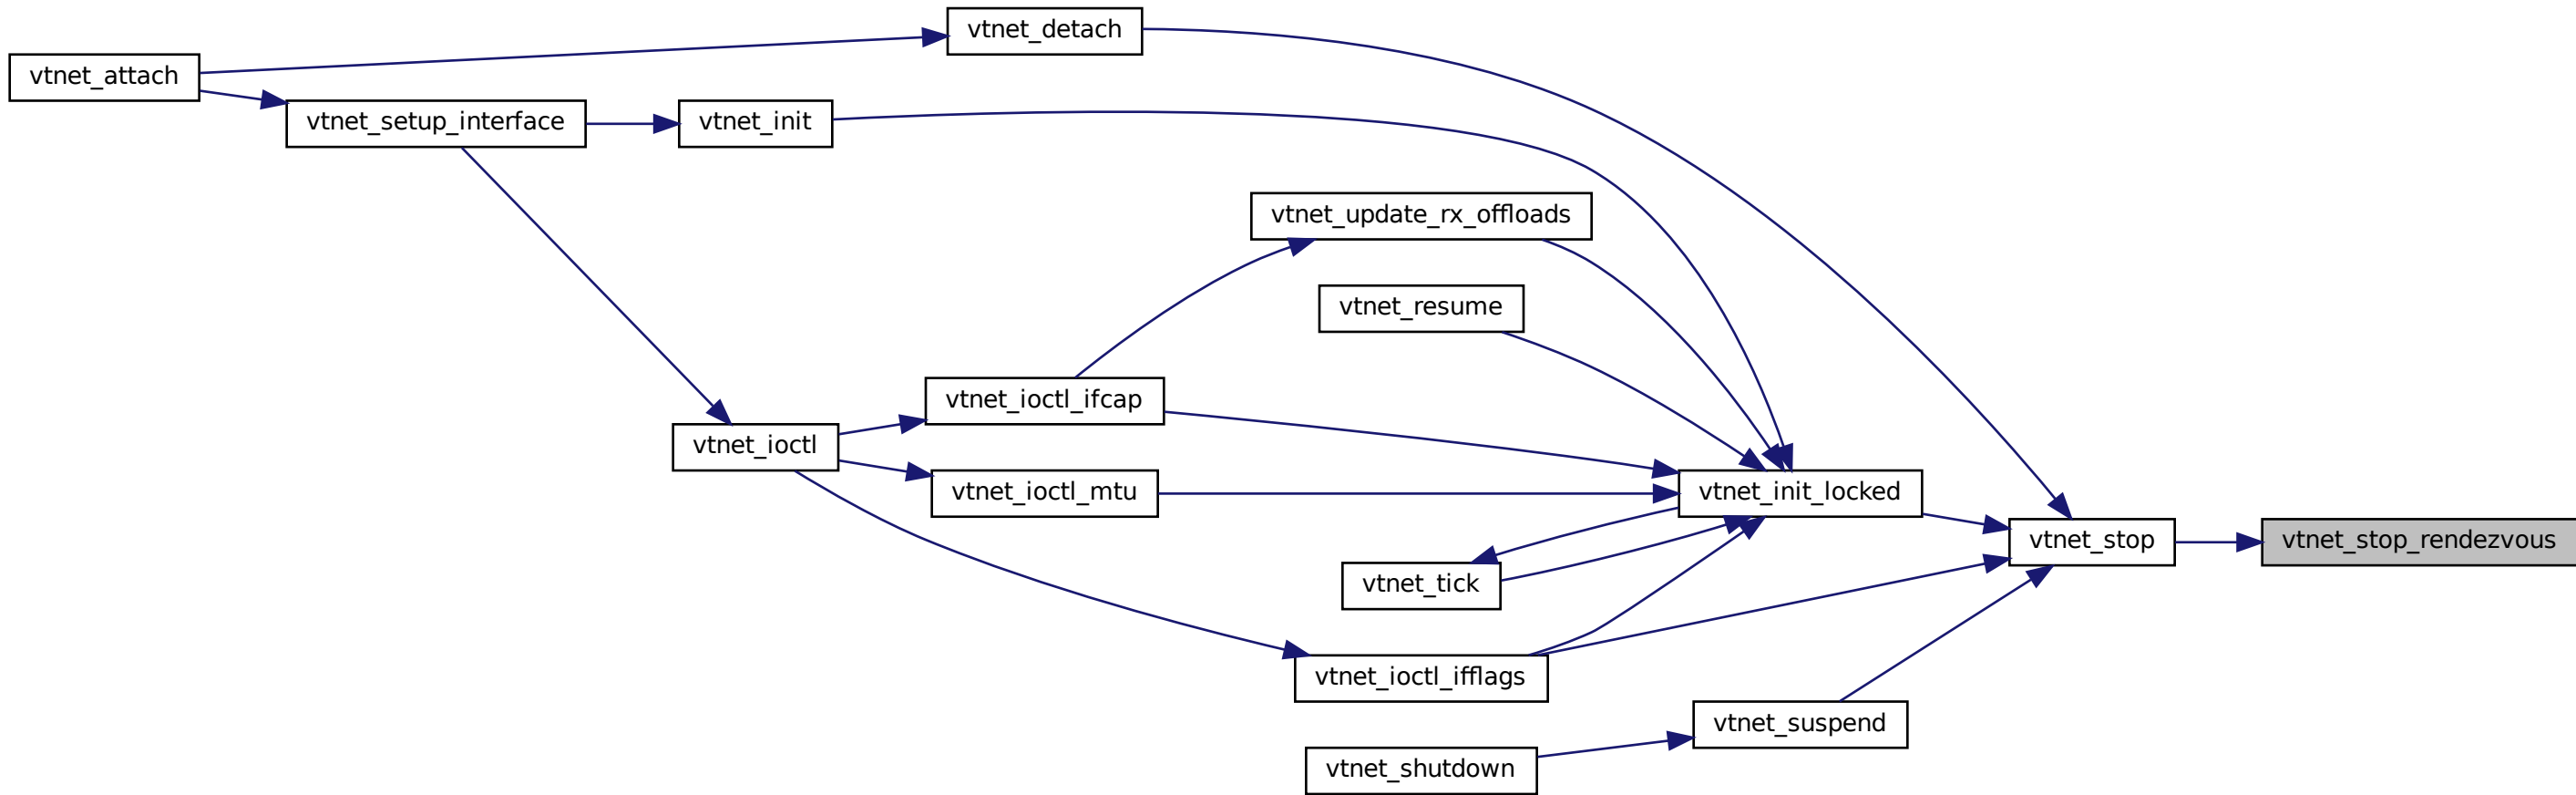 vtnet_detach
vtnet_attach
vtnet_setup_interface
vtnet_init
vtnet_update_rx_offloads
vtnet_resume
vtnet_ioctl_ifcap
vtnet_ioctl
vtnet_ioctl_mtu
vtnet_init_locked
vtnet_stop
vtnet_stop_rendezvous
vtnet_tick
vtnet_ioctl_ifflags
vtnet_suspend
vtnet_shutdown